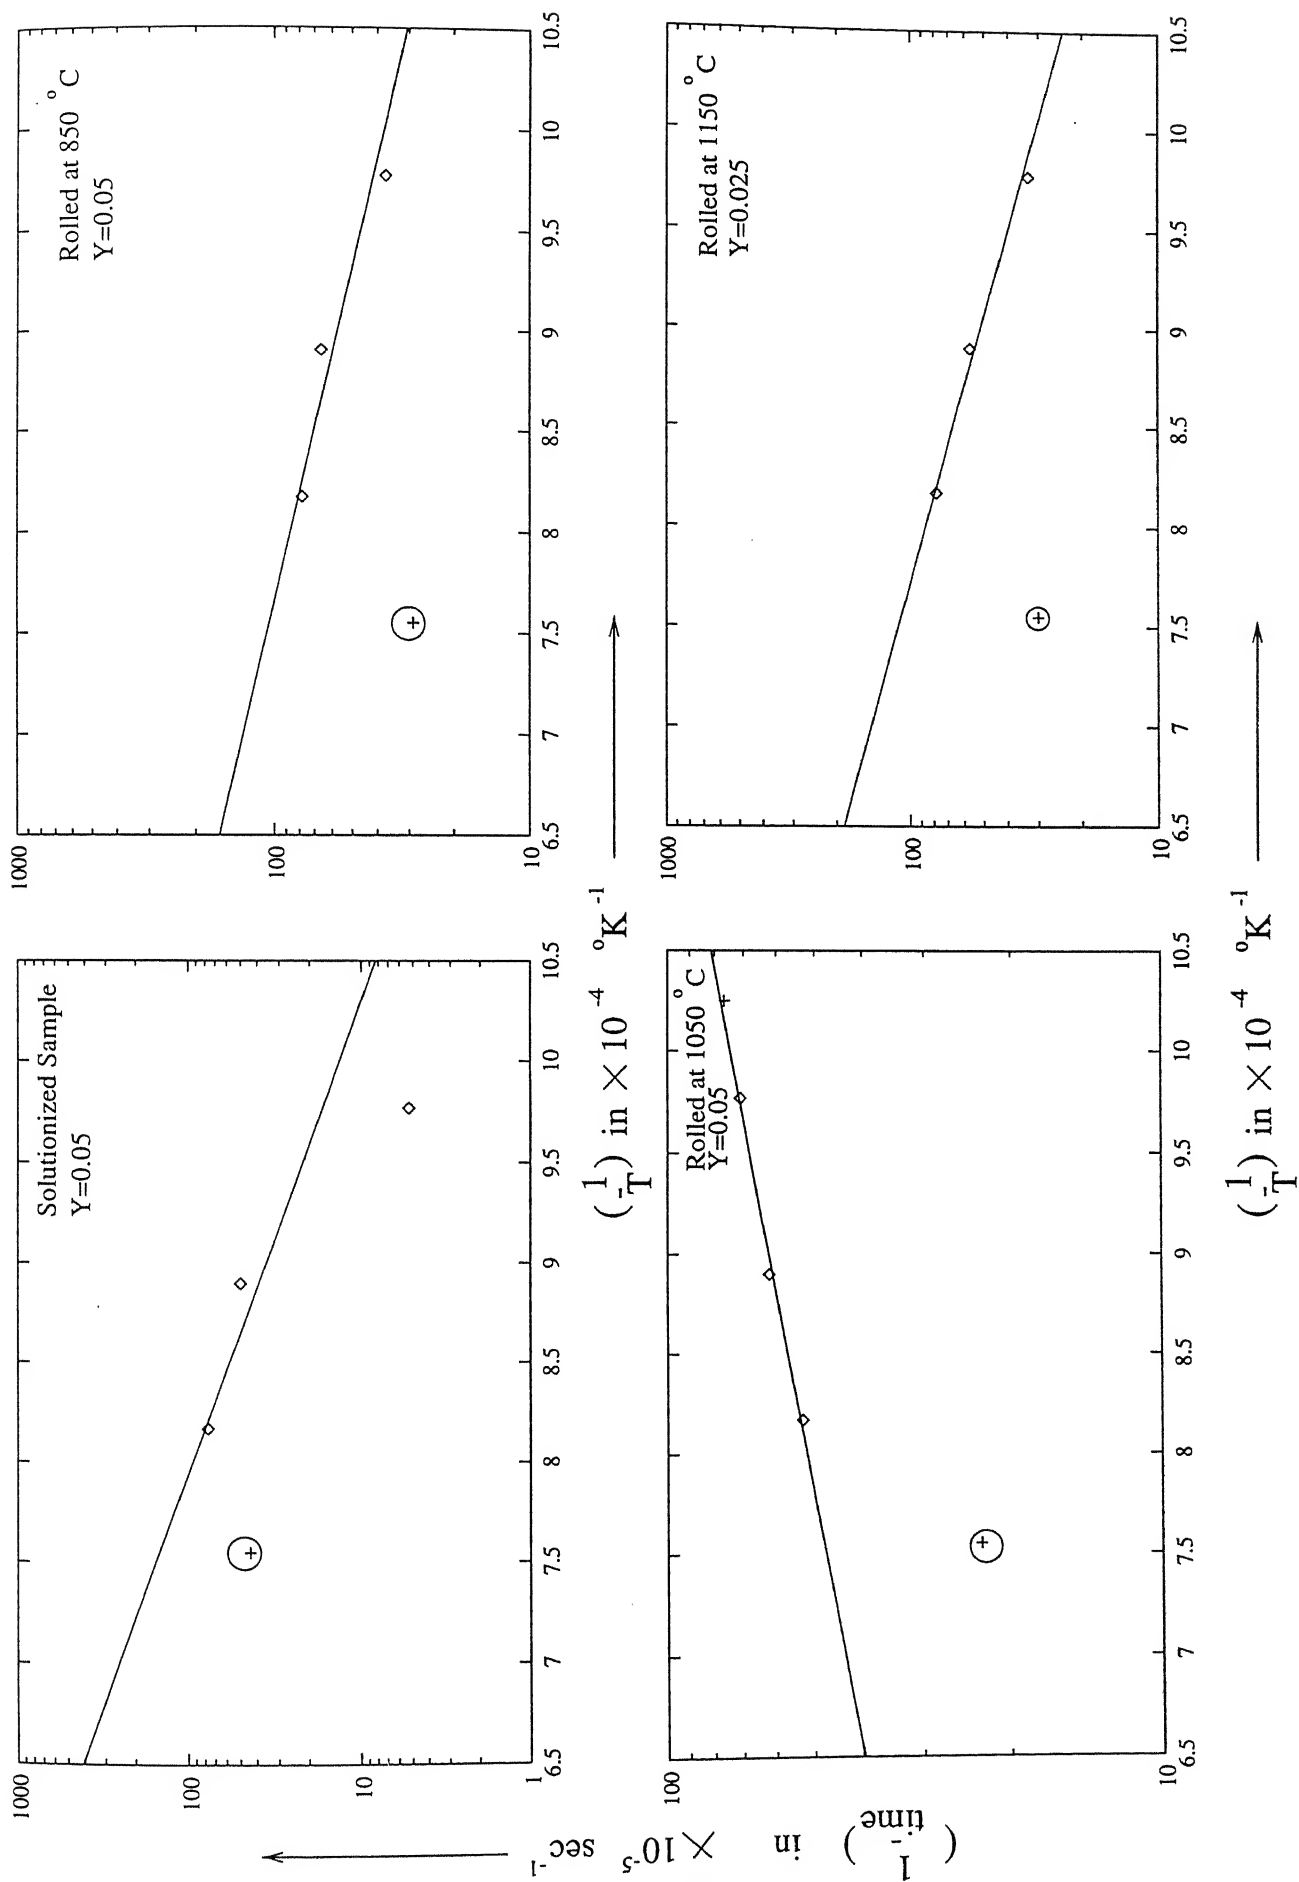 Solutionized Sample
Y=0.05
1000
100
10
1
6.5 7 7.5 8 8.5 9 9.5 10 10.5
Rolled at 850 °C
Y=0.05
1000
100
10
6.5 7 7.5 8 8.5 9 9.5 10 10.5
(1/T) in × 10^-4 °K^-1
Rolled at 1050 °C
Y=0.05
100
10
6.5 7 7.5 8 8.5 9 9.5 10 10.5
Rolled at 1150 °C
Y=0.025
1000
100
10
6.5 7 7.5 8 8.5 9 9.5 10 10.5
(1/T) in × 10^-4 °K^-1
(1/time) in × 10^-5 sec^-1